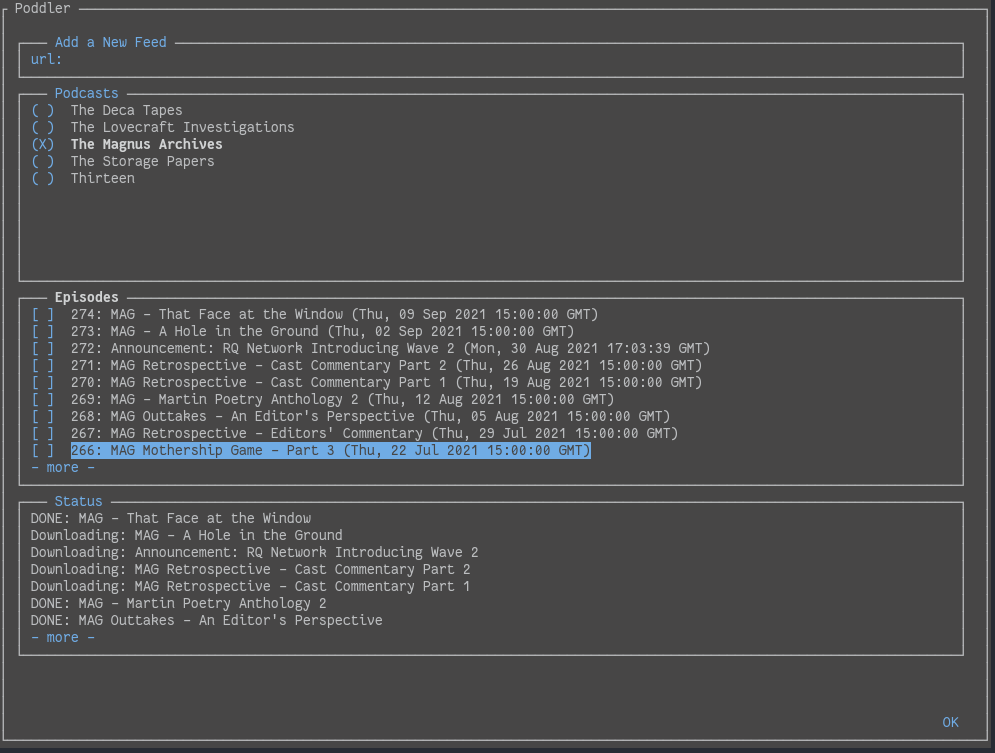 Poddler
Add a New Feed
url:
Podcasts
( ) The Deca Tapes
( ) The Lovecraft Investigations
(X) The Magnus Archives
( ) The Storage Papers
( ) Thirteen
Episodes
[ ] 274: MAG - That Face at the Window (Thu, 09 Sep 2021 15:00:00 GMT)
[ ] 273: MAG - A Hole in the Ground (Thu, 02 Sep 2021 15:00:00 GMT)
[ ] 272: Announcement: RQ Network Introducing Wave 2 (Mon, 30 Aug 2021 17:03:39 GMT)
[ ] 271: MAG Retrospective - Cast Commentary Part 2 (Thu, 26 Aug 2021 15:00:00 GMT)
[ ] 270: MAG Retrospective - Cast Commentary Part 1 (Thu, 19 Aug 2021 15:00:00 GMT)
[ ] 269: MAG - Martin Poetry Anthology 2 (Thu, 12 Aug 2021 15:00:00 GMT)
[ ] 268: MAG Outtakes - An Editor's Perspective (Thu, 05 Aug 2021 15:00:00 GMT)
[ ] 267: MAG Retrospective - Editors' Commentary (Thu, 29 Jul 2021 15:00:00 GMT)
[ ] 266: MAG Mothership Game - Part 3 (Thu, 22 Jul 2021 15:00:00 GMT)
- more -
Status
DONE: MAG - That Face at the Window
Downloading: MAG - A Hole in the Ground
Downloading: Announcement: RQ Network Introducing Wave 2
Downloading: MAG Retrospective - Cast Commentary Part 2
Downloading: MAG Retrospective - Cast Commentary Part 1
DONE: MAG - Martin Poetry Anthology 2
DONE: MAG Outtakes - An Editor's Perspective
- more -
OK